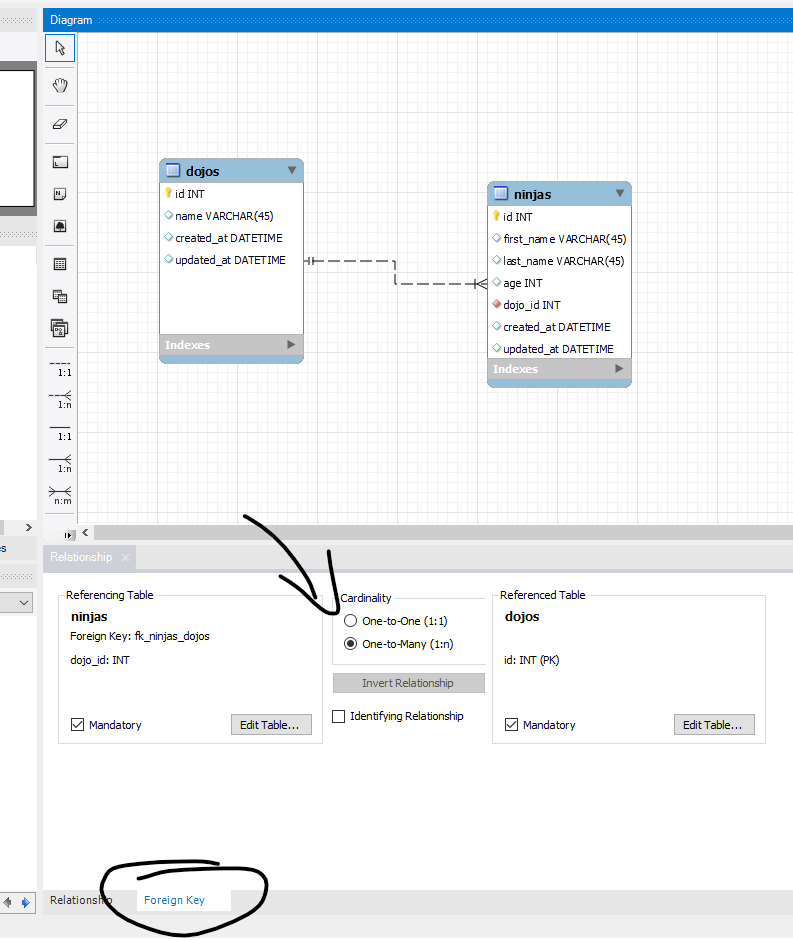 Diagram
dojos
id INT
name VARCHAR(45)
created_at DATETIME
updated_at DATETIME
Indexes
ninjas
id INT
first_name VARCHAR(45)
last_name VARCHAR(45)
age INT
dojo_id INT
created_at DATETIME
updated_at DATETIME
Indexes
1:1
1:n
1:1
1:n
n:m
es
Relationship
Referencing Table
ninjas
Foreign Key: fk_ninjas_dojos
dojo_id: INT
Mandatory
Edit Table...
Cardinality
One-to-One (1:1)
One-to-Many (1:n)
Invert Relationship
Identifying Relationship
Referenced Table
dojos
id: INT (PK)
Mandatory
Edit Table...
Relationship
Foreign Key